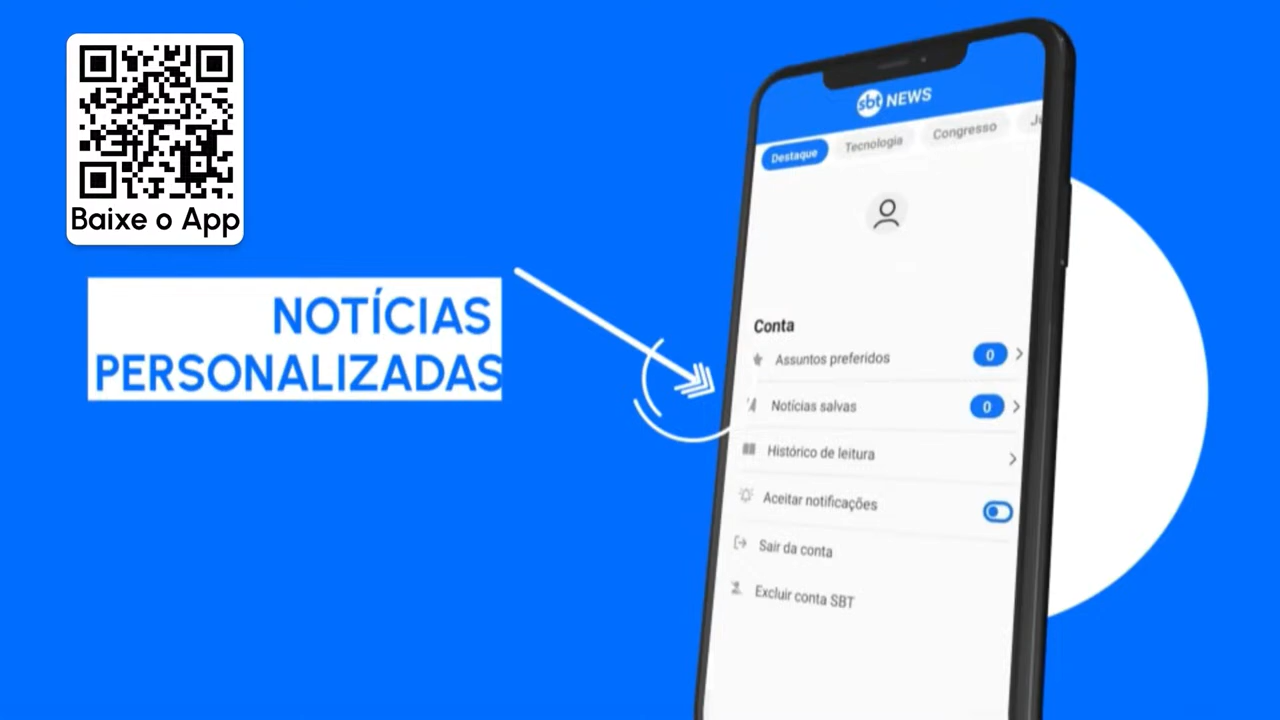 Baixe o App
NOTÍCIAS
PERSONALIZADAS
sbt NEWS
Destaque
Tecnologia
Congresso
Conta
Assuntos preferidos
0
Notícias salvas
0
Histórico de leitura
Aceitar notificações
Sair da conta
Excluir conta SBT